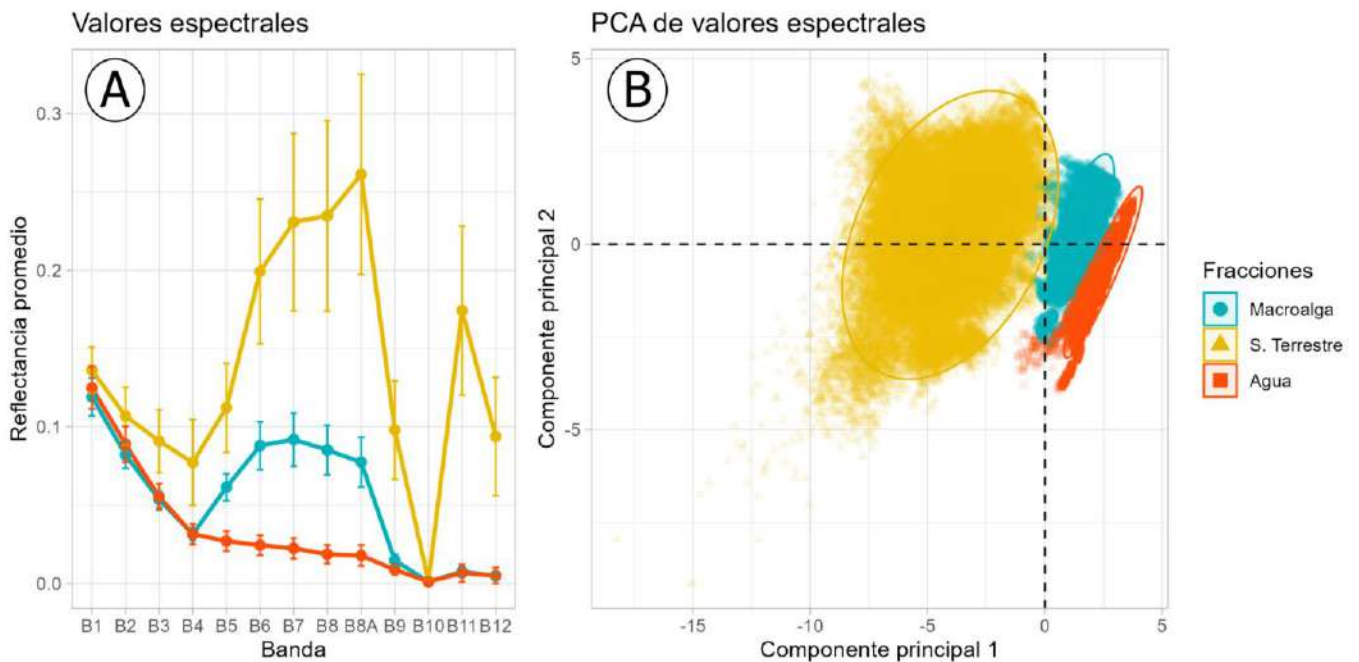 Valores espectrales
A
0.3
0.2
0.1
0.0
Reflectancia promedio
B1 B2 B3 B4 B5 B6 B7 B8 B8A B9 B10 B11 B12
Banda
PCA de valores espectrales
B
5
0
-5
Componente principal 2
-15 -10 -5 0 5
Componente principal 1
Fracciones
Macroalga
S. Terrestre
Agua